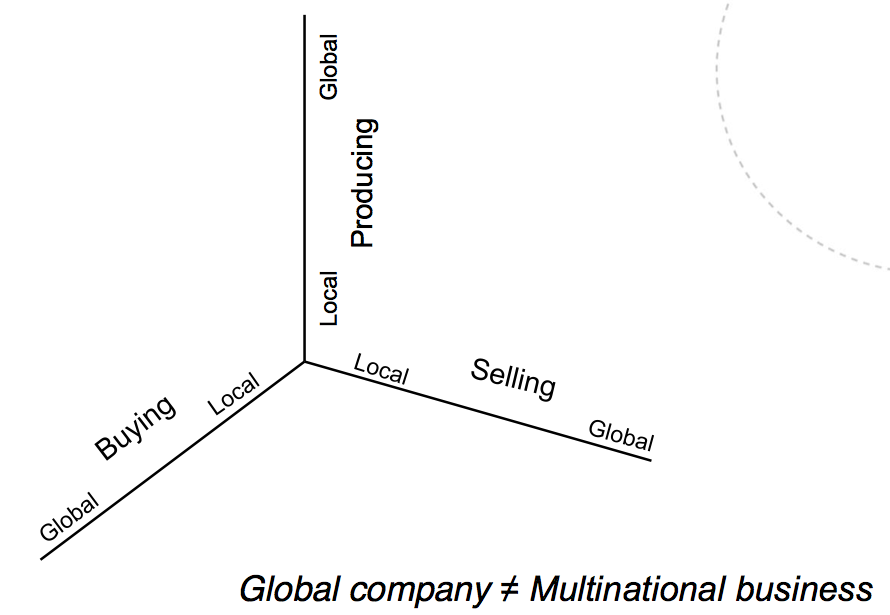 Global
Producing
Local
Local
Selling
Global
Local
Buying
Global
Global company ≠ Multinational business